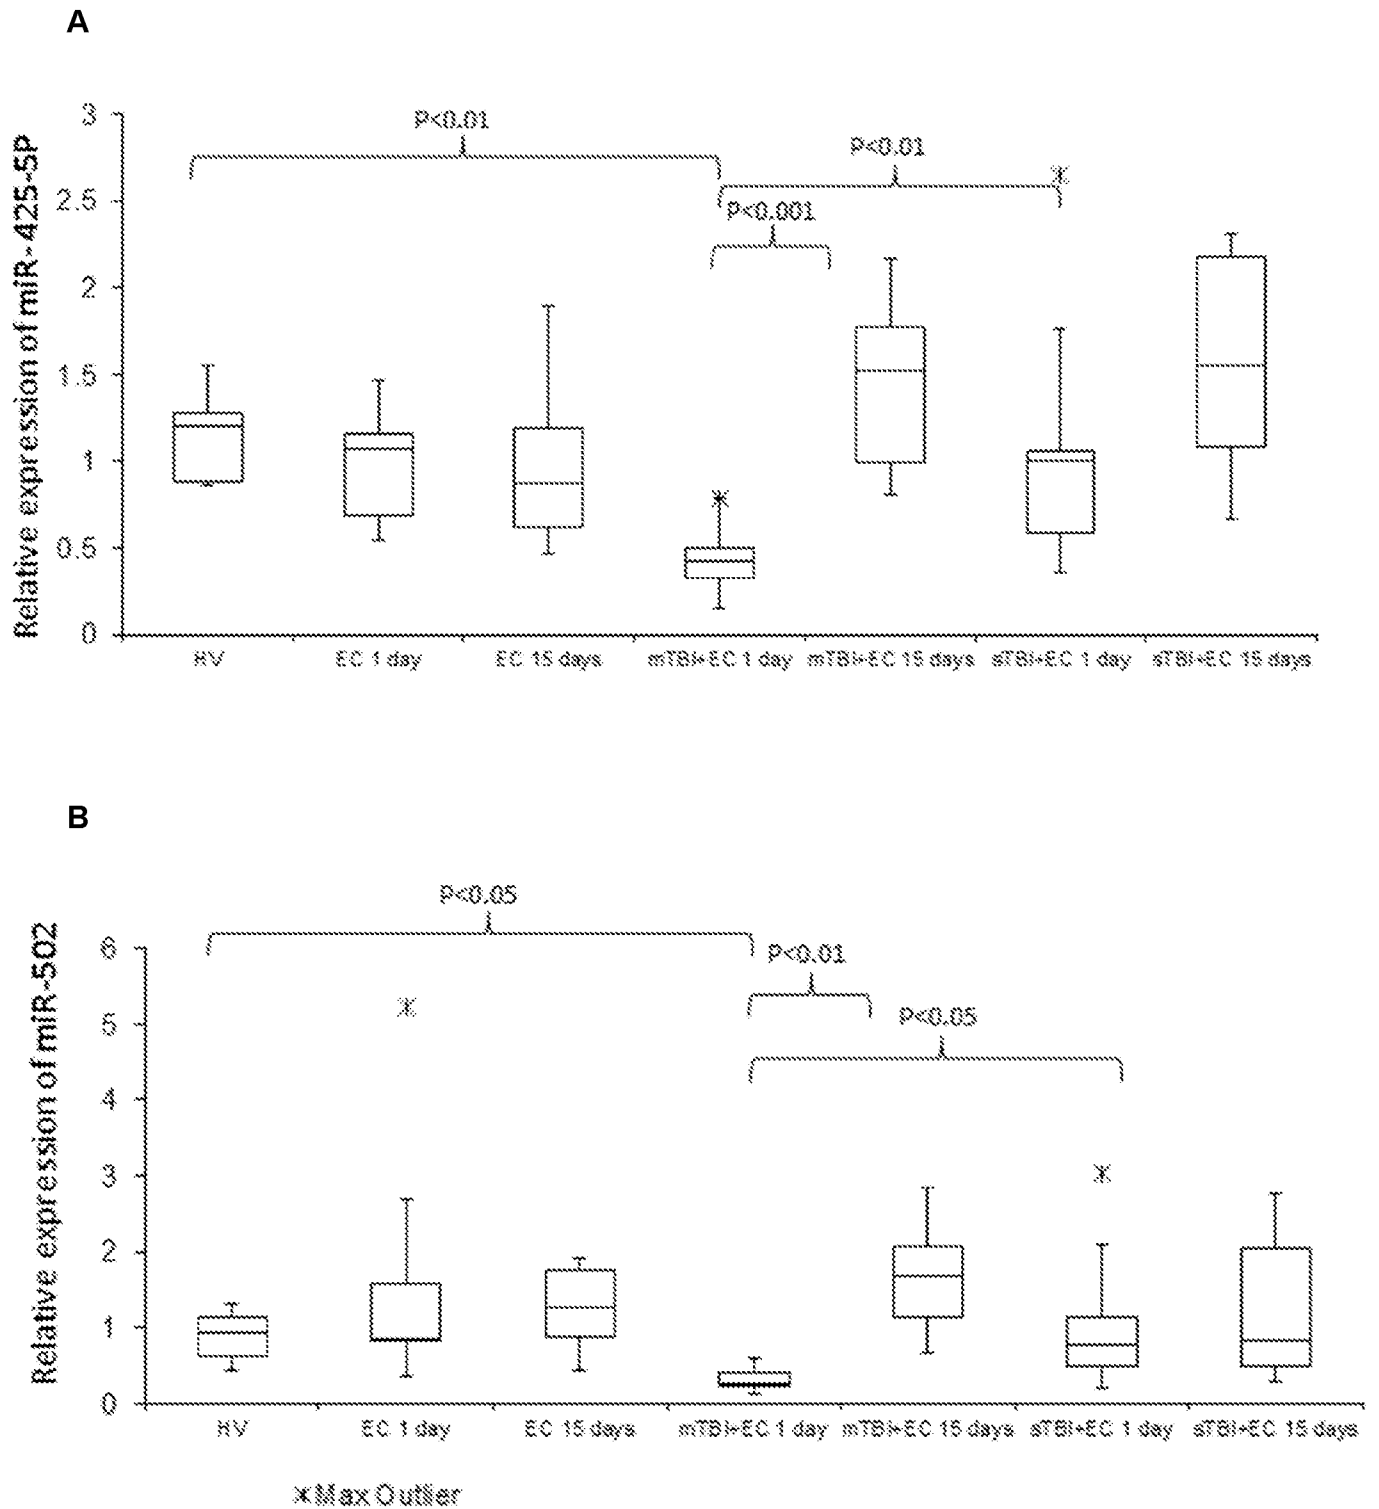 A
Relative expression of miR-425-5P
3
2.5
2
1.5
1
0.5
0
P<0.01
P<0.01
P<0.001
HV
EC 1 day
EC 15 days
mTBI+EC 1 day
mTBI+EC 15 days
sTBI+EC 1 day
sTBI+EC 15 days
B
Relative expression of miR-502
6
5
4
3
2
1
0
P<0.05
P<0.01
P<0.05
HV
EC 1 day
EC 15 days
mTBI+EC 1 day
mTBI+EC 15 days
sTBI+EC 1 day
sTBI+EC 15 days
Max Outlier